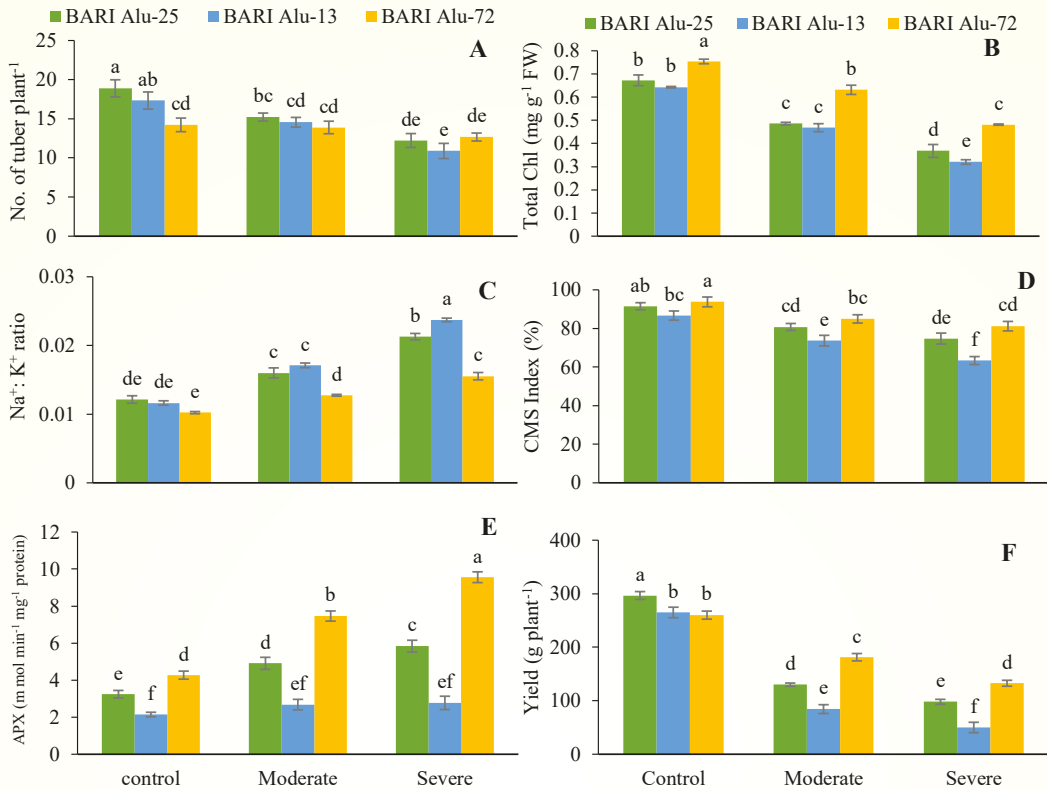 BARI Alu-25 BARI Alu-13 BARI Alu-72
A
No. of tuber plant-1
25
20
15
10
5
0
a ab cd
bc cd cd
de e de
BARI Alu-25 BARI Alu-13 BARI Alu-72
B
Total Chl (mg g-1 FW)
0.8
0.7
0.6
0.5
0.4
0.3
0.2
0.1
0
b b a
c c b
d e c
C
Na+: K+ ratio
0.03
0.02
0.01
0
de de e
c c d
b a c
D
CMS Index (%)
100
80
60
40
20
0
ab bc a
cd e bc
de f cd
E
APX (m mol min-1 mg-1 protein)
12
10
8
6
4
2
0
e f d
d ef b
c ef a
control Moderate Severe
F
Yield (g plant-1)
400
300
200
100
0
a b b
d e c
e f d
Control Moderate Severe